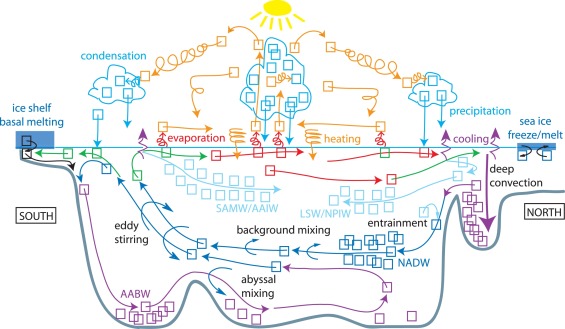 condensation
ice shelf
basal melting
evaporation
heating
precipitation
cooling
sea ice
freeze/melt
deep
convection
SAMW/AAIW
LSW/NPIW
SOUTH
NORTH
eddy
stirring
background mixing
entrainment
NADW
abyssal
mixing
AABW